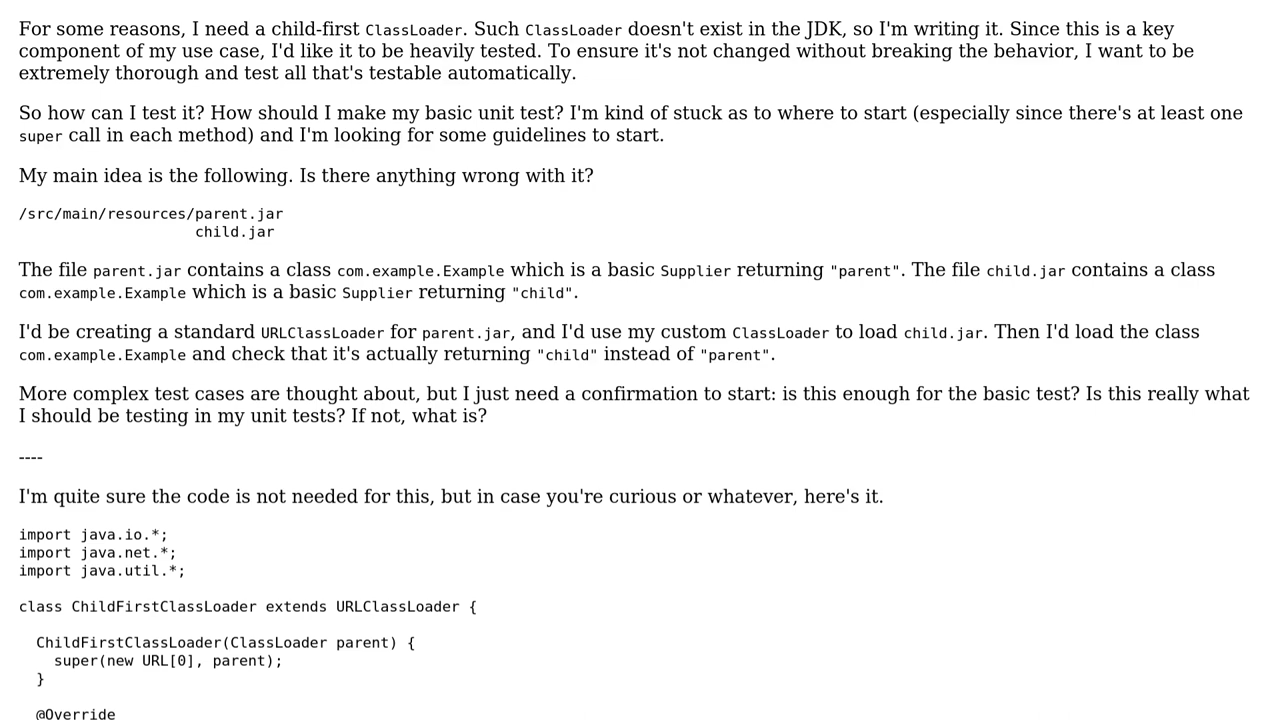 For some reasons, I need a child-first ClassLoader. Such ClassLoader doesn't exist in the JDK, so I'm writing it. Since this is a key
component of my use case, I'd like it to be heavily tested. To ensure it's not changed without breaking the behavior, I want to be
extremely thorough and test all that's testable automatically.
So how can I test it? How should I make my basic unit test? I'm kind of stuck as to where to start (especially since there's at least one
super call in each method) and I'm looking for some guidelines to start.
My main idea is the following. Is there anything wrong with it?
/src/main/resources/parent.jar
child.jar
The file parent.jar contains a class com.example.Example which is a basic Supplier returning "parent". The file child.jar contains a class
com.example.Example which is a basic Supplier returning "child".
I'd be creating a standard URLClassLoader for parent.jar, and I'd use my custom ClassLoader to load child.jar. Then I'd load the class
com.example.Example and check that it's actually returning "child" instead of "parent".
More complex test cases are thought about, but I just need a confirmation to start: is this enough for the basic test? Is this really what
I should be testing in my unit tests? If not, what is?
----
I'm quite sure the code is not needed for this, but in case you're curious or whatever, here's it.
import java.io.*;
import java.net.*;
import java.util.*;
class ChildFirstClassLoader extends URLClassLoader {
ChildFirstClassLoader(ClassLoader parent) {
super(new URL[0], parent);
}
@Override